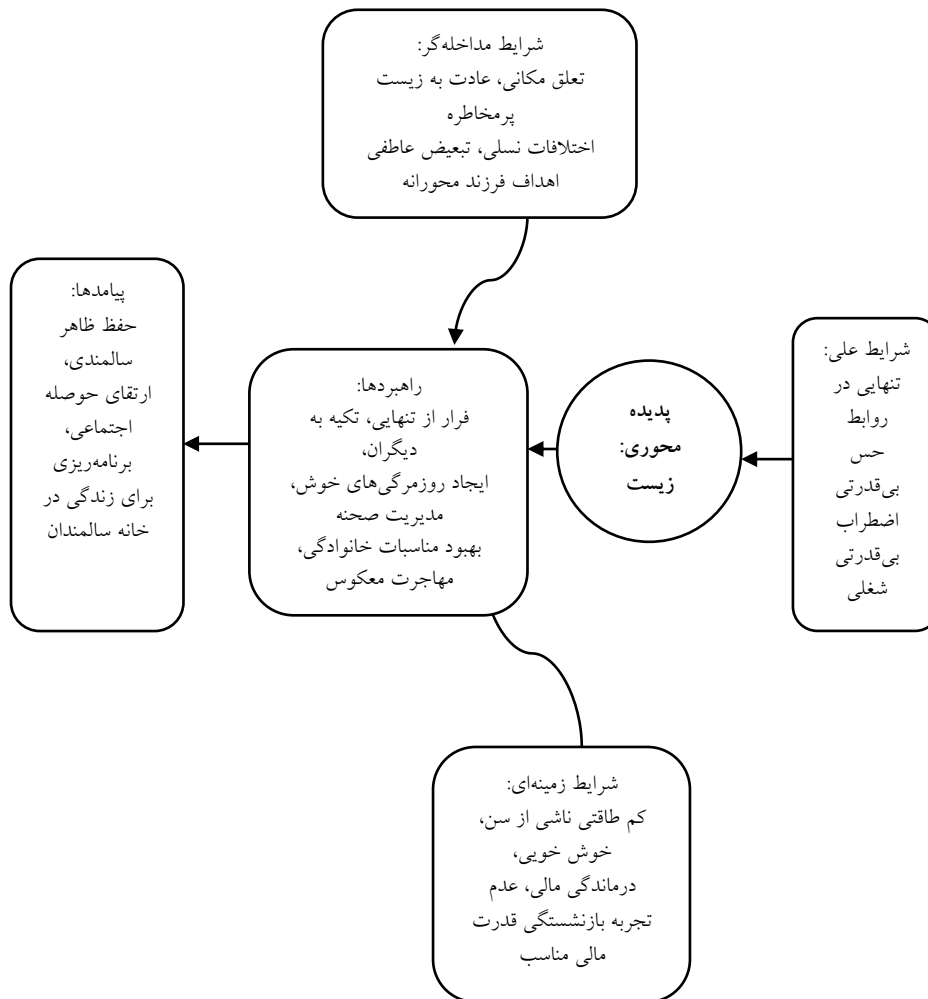 شرایط مداخله‌گر:
تعلق مکانی، عادت به زیست
پرمخاطره
اختلافات نسلی، تبعیض عاطفی
اهداف فرزند محورانه
شرایط علی:
تنهایی در
روابط
حس
بی‌قدرتی
اضطراب
بی‌قدرتی
شغلی
پدیده
محوری:
زیست
راهبردها:
فرار از تنهایی، تکیه به
دیگران،
ایجاد روزمرگی‌های خوش،
مدیریت صحنه
بهبود مناسبات خانوادگی،
مهاجرت معکوس
پیامدها:
حفظ ظاهر
سالمندی،
ارتقای حوصله
اجتماعی،
برنامه‌ریزی
برای زندگی در
خانه سالمندان
شرایط زمینه‌ای:
کم طاقتی ناشی از سن،
خوش خویی،
درماندگی مالی، عدم
تجربه بازنشستگی قدرت
مالی مناسب